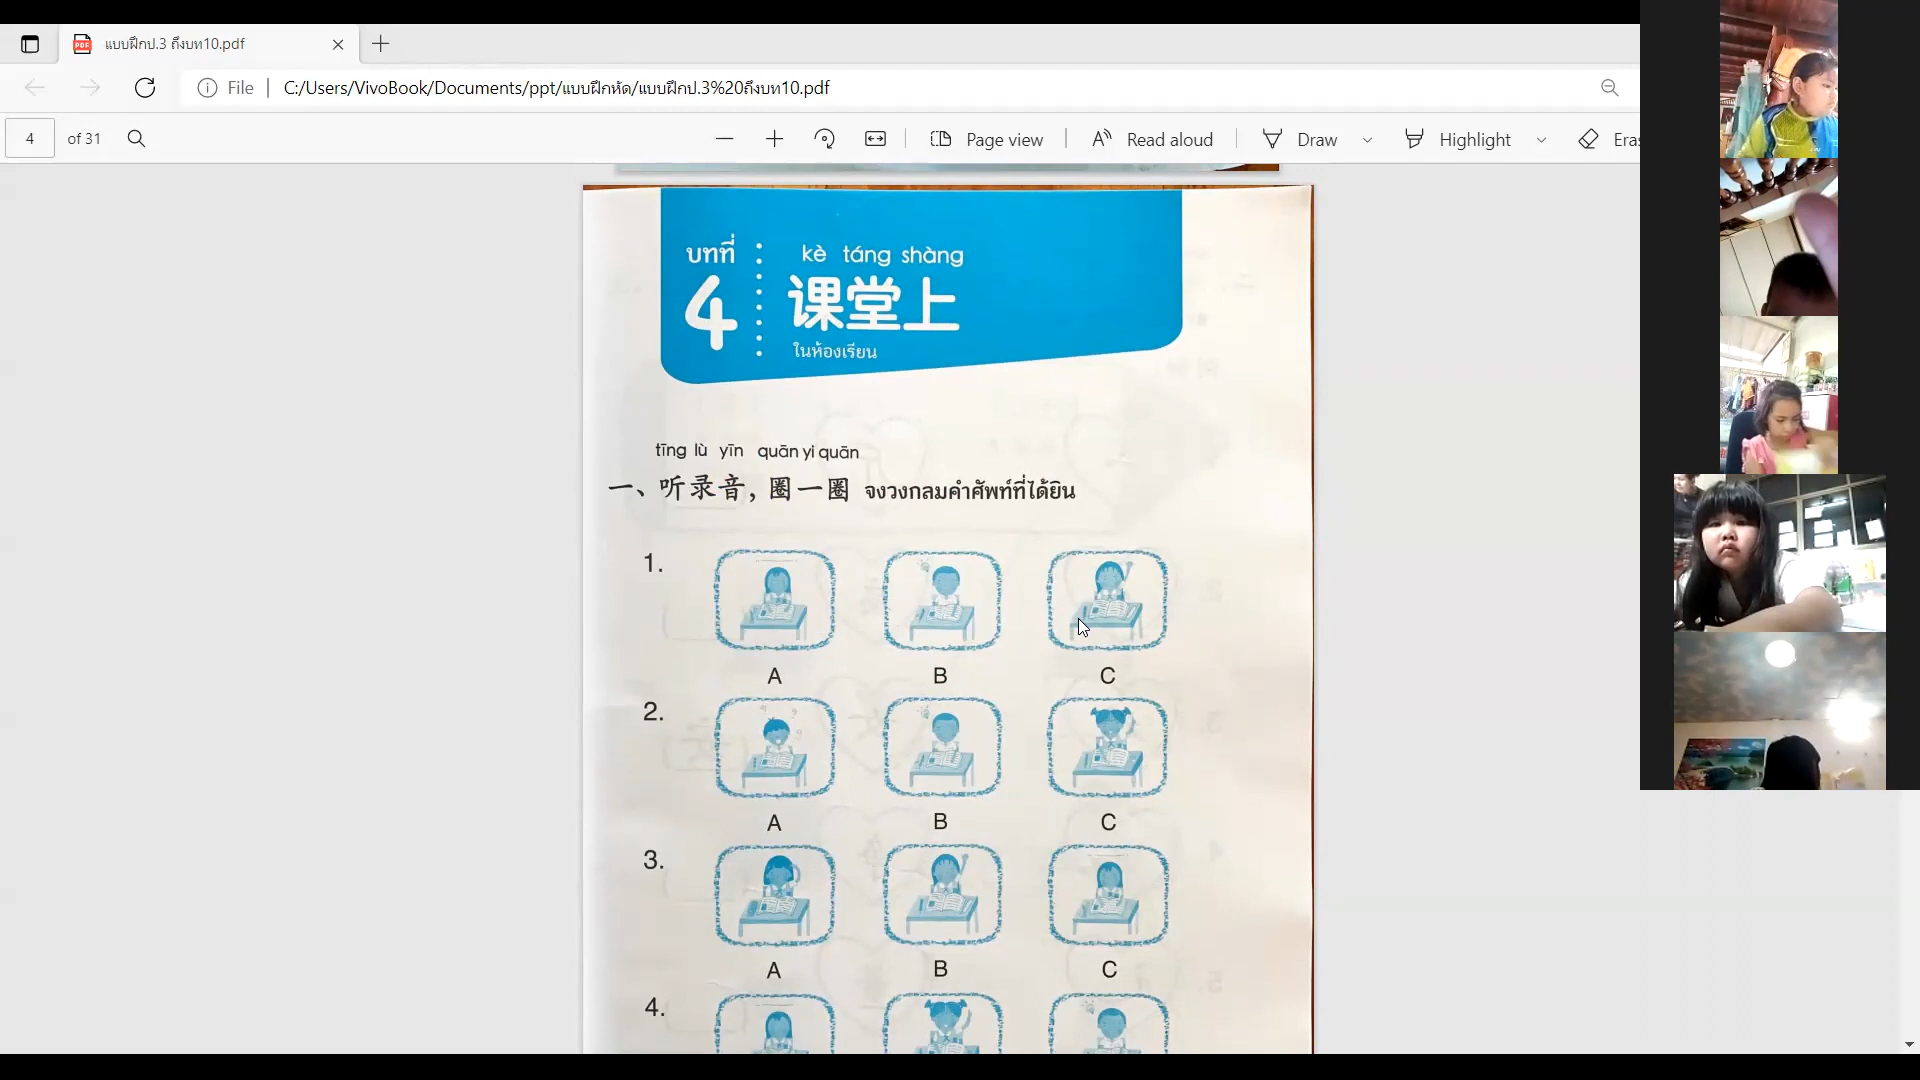 แบบฝึกป.3 ถึงบท10.pdf
File
C:/Users/VivoBook/Documents/ppt/แบบฝึกหัด/แบบฝึกป.3%20ถึงบท10.pdf
4 of 31
Page view
Read aloud
Draw
Highlight
Eras
บทที่
4
kè táng shàng
课堂上
ในห้องเรียน
tīng lù yīn quān yi quān
一、听录音, 圈一圈 จงวงกลมคำศัพท์ที่ได้ยิน
1.
A B C
2.
A B C
3.
A B C
4.